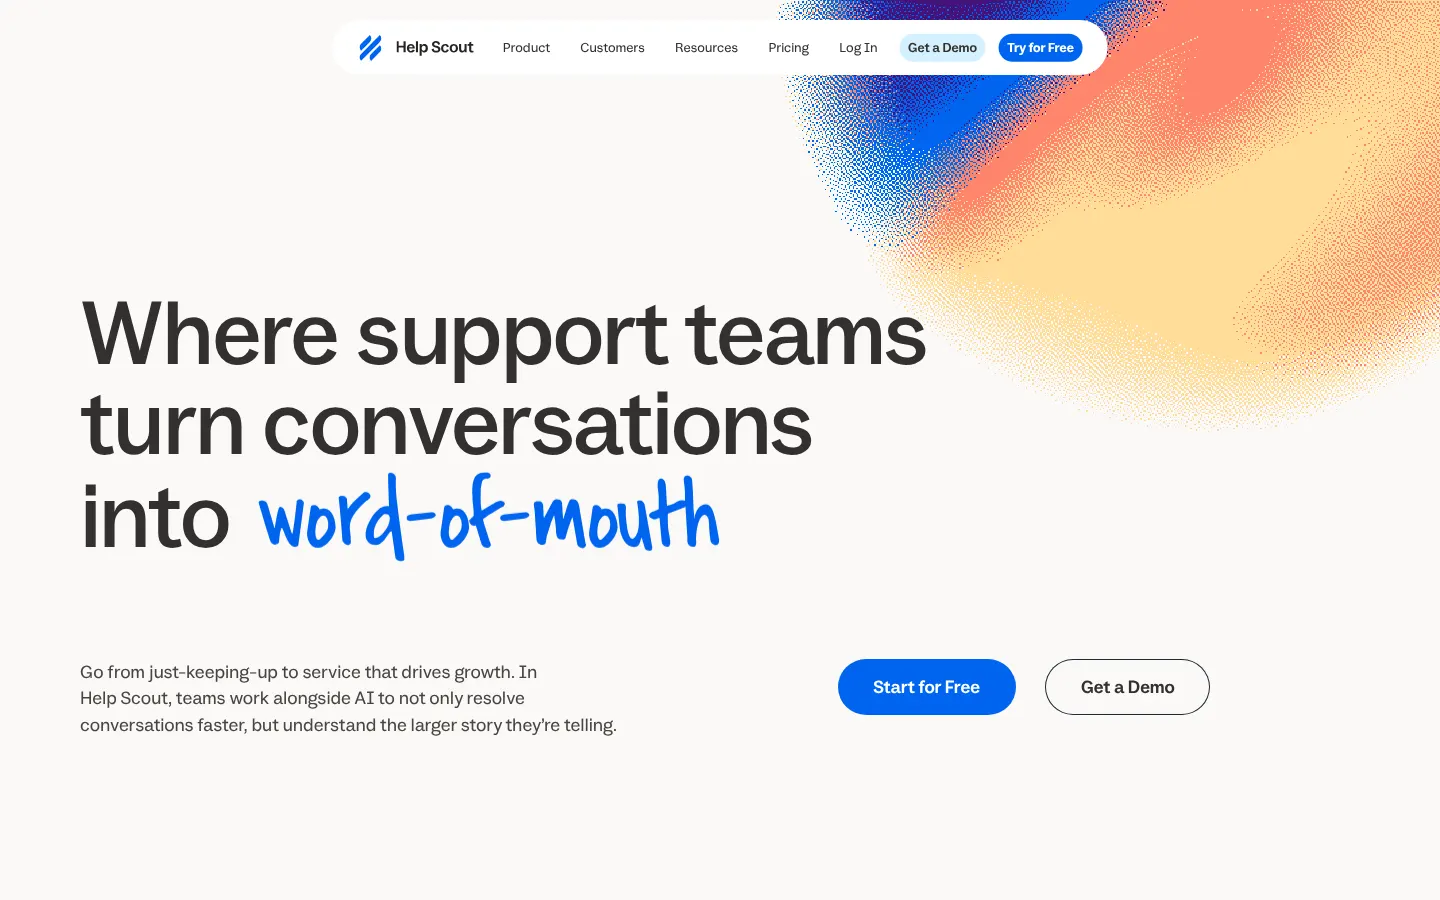 Help Scout
Product
Customers
Resources
Pricing
Log In
Get a Demo
Try for Free
Where support teams
turn conversations
into word-of-mouth
Go from just-keeping-up to service that drives growth. In
Help Scout, teams work alongside AI to not only resolve
conversations faster, but understand the larger story they’re telling.
Start for Free
Get a Demo